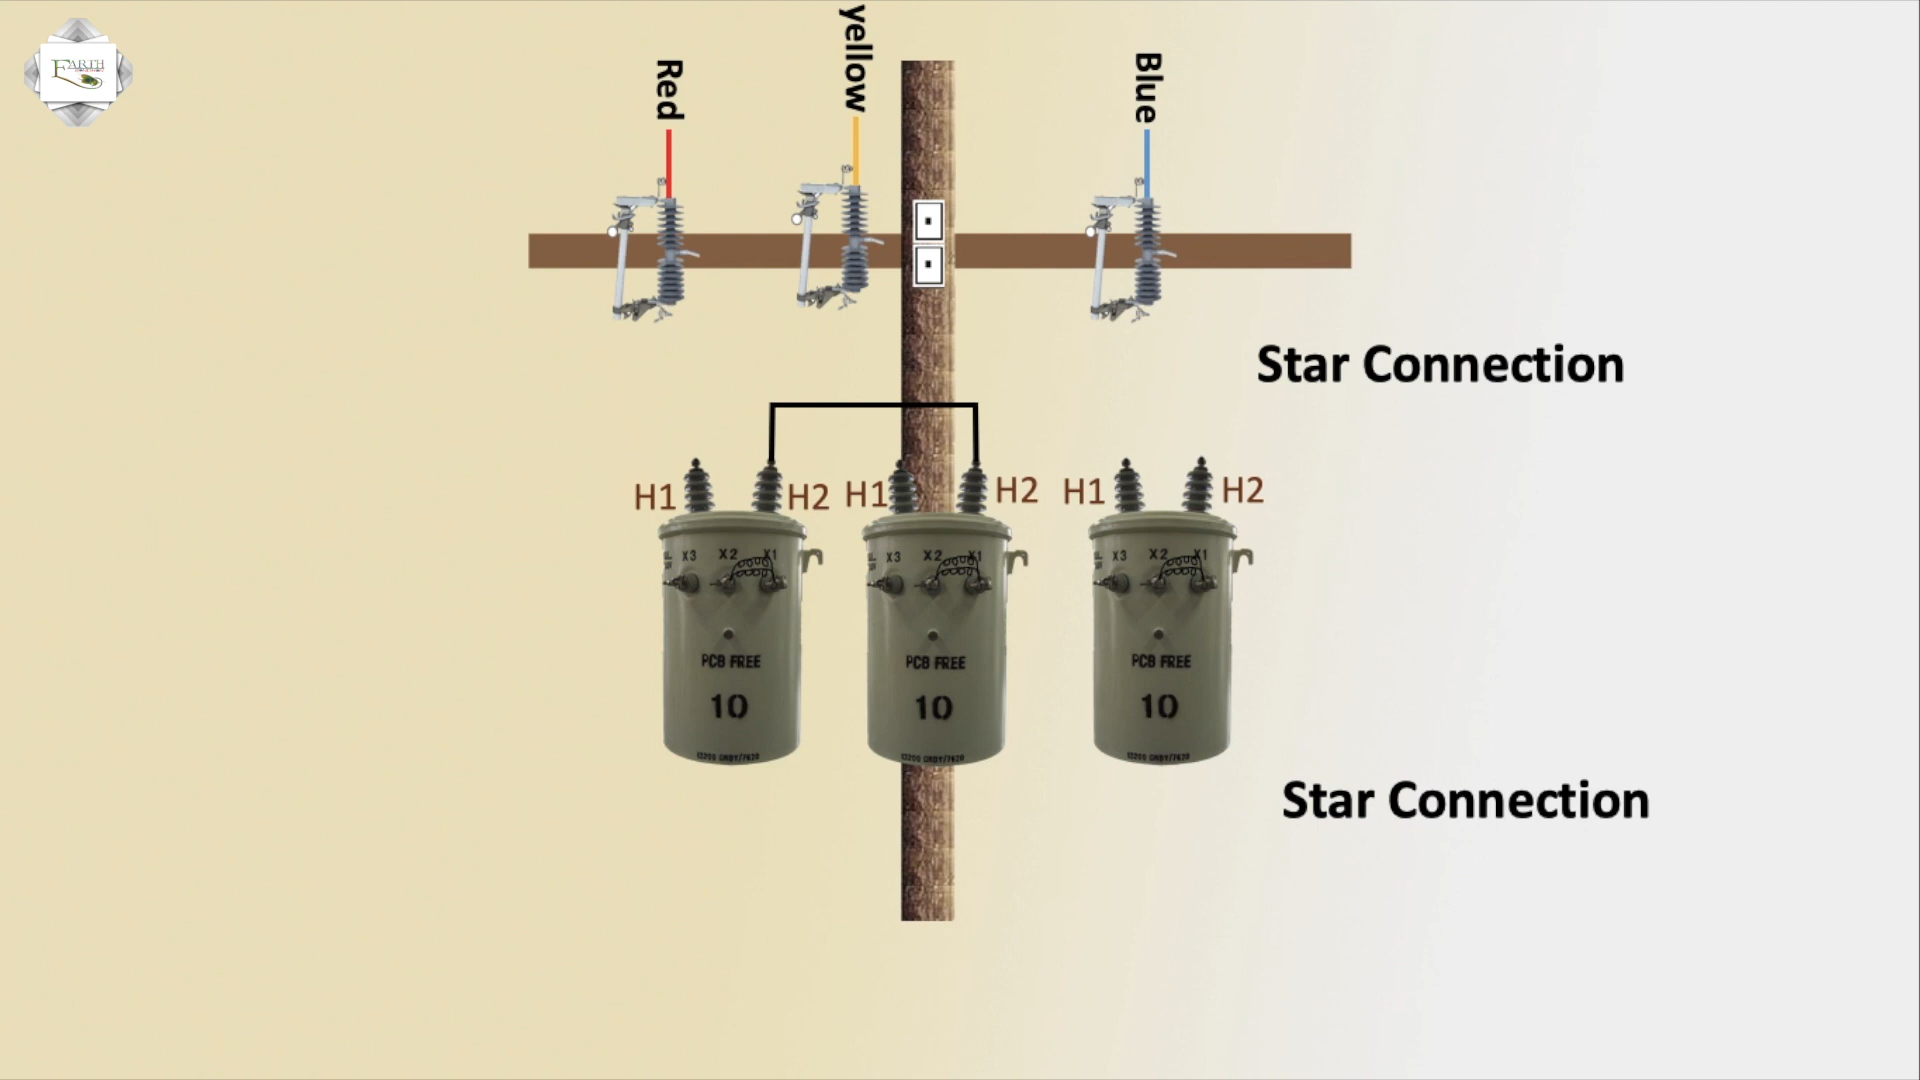 EARTH
Red
yellow
Blue
Star Connection
H1
H2
H1
H2
H1
H2
X3 X2 X1
X3 X2 X1
X3 X2 X1
PCB FREE
PCB FREE
PCB FREE
10
10
10
Star Connection